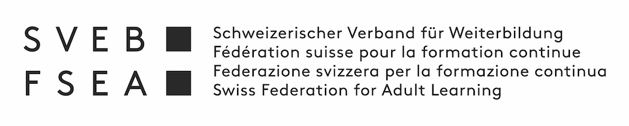 SVEB
FSEA
Schweizerischer Verband für Weiterbildung
Fédération suisse pour la formation continue
Federazione svizzera per la formazione continua
Swiss Federation for Adult Learning